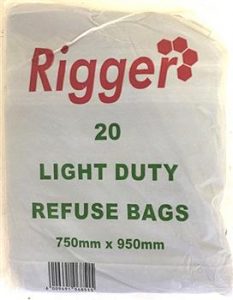 Rigger
20
LIGHT DUTY
REFUSE BAGS
750mm x 950mm